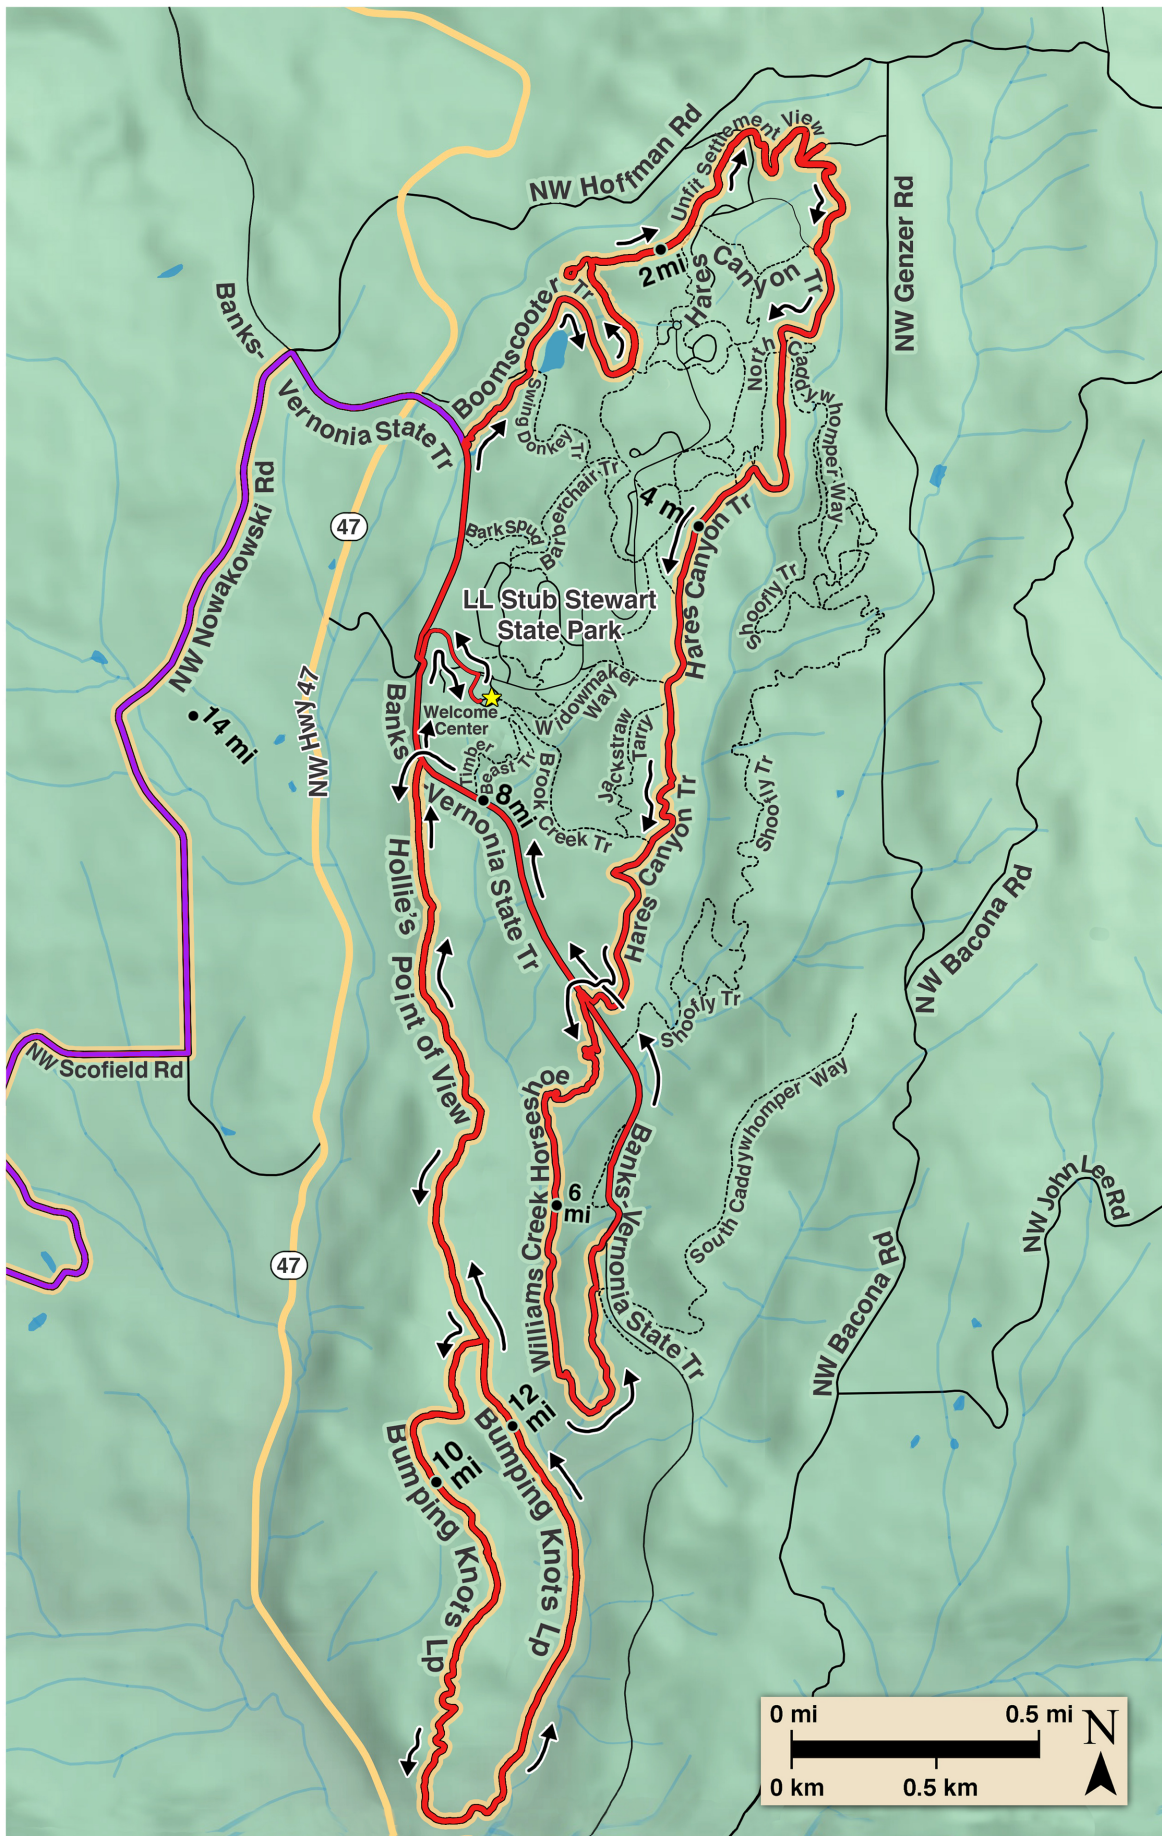 NW Hoffman Rd
Unfit Settlement View
NW Genzer Rd
2 mi
Hares
Canyon Tr
Banks-
Vernonia State Tr
Boomscooter Tr
Swing Donkey Tr
North Caddywhomper Way
NW Nowakowski Rd
47
Barkspud
Barberchair Tr
4 mi
Hares Canyon Tr
Shoofly Tr
LL Stub Stewart
State Park
14 mi
NW Hwy 47
Banks
Vernonia State Tr
Welcome
Center
Widowmaker
Way
Jackstraw
Tarry
Timber
Beast Tr
Brook Creek Tr
8 mi
Shoofly Tr
Hares Canyon Tr
Hares Canyon Tr
Hollie's Point of View
NW Bacona Rd
Shoofly Tr
NW Scofield Rd
Williams Creek Horseshoe
Banks-Vernonia State Tr
South Caddywhomper Way
NW John Lee Rd
6
mi
47
NW Bacona Rd
12
mi
10
mi
Bumping Knots Lp
Bumping Knots Lp
0 mi
0.5 mi
N
0 km
0.5 km